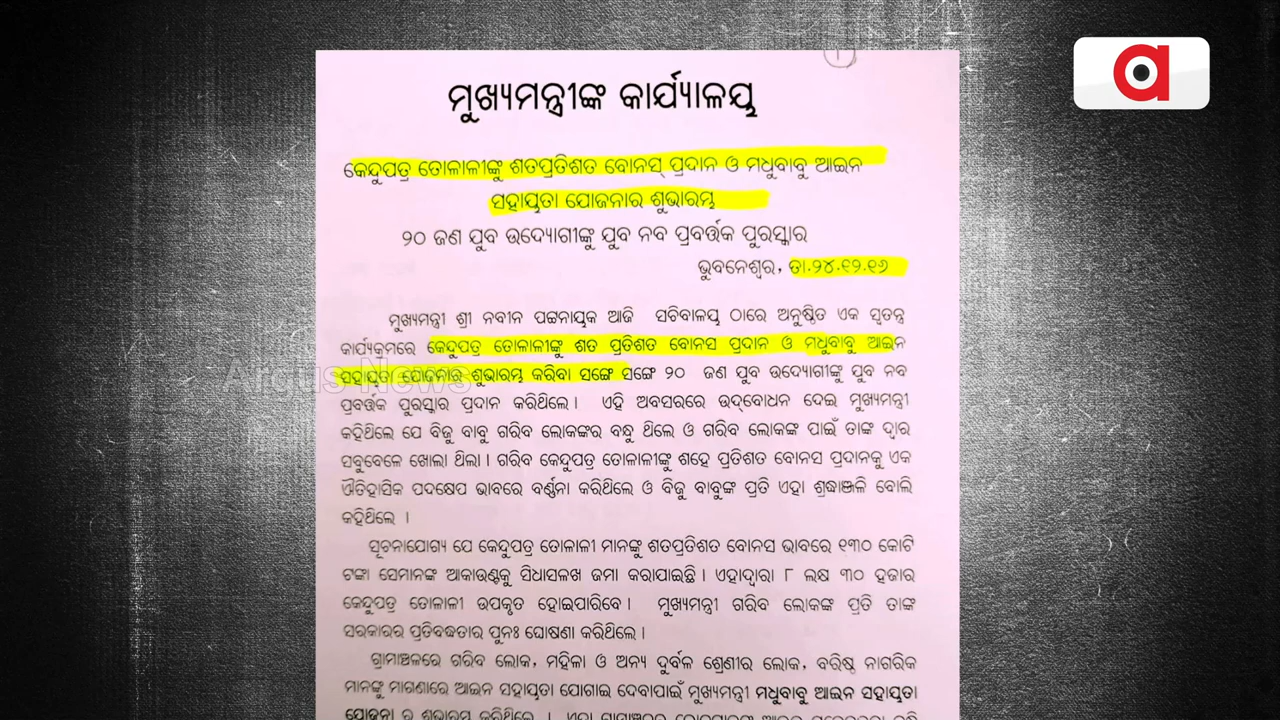 ମୁଖ୍ୟମନ୍ତ୍ରୀଙ୍କ କାର୍ଯ୍ୟାଳୟ
କେନ୍ଦୁପତ୍ର ତୋଳାଳୀଙ୍କୁ ଶତପ୍ରତିଶତ ବୋନସ୍ ପ୍ରଦାନ ଓ ମଧୁବାବୁ ଆଇନ
ସହାୟତା ଯୋଜନାର ଶୁଭାରମ୍ଭ
୨୦ ଜଣ ଯୁବ ଉଦ୍ୟୋଗୀଙ୍କୁ ଯୁବ ନବ ପ୍ରବର୍ତ୍ତକ ପୁରସ୍କାର
ଭୁବନେଶ୍ୱର, ତା.୨୪.୧୨.୧୬
ମୁଖ୍ୟମନ୍ତ୍ରୀ ଶ୍ରୀ ନବୀନ ପଟ୍ଟନାୟକ ଆଜି ସଚିବାଳୟ ଠାରେ ଅନୁଷ୍ଠିତ ଏକ ସ୍ୱତନ୍ତ୍ର
କାର୍ଯ୍ୟକ୍ରମରେ କେନ୍ଦୁପତ୍ର ତୋଳାଳୀଙ୍କୁ ଶତ ପ୍ରତିଶତ ବୋନସ ପ୍ରଦାନ ଓ ମଧୁବାବୁ ଆଇନ
ସହାୟତା ଯୋଜନାର ଶୁଭାରମ୍ଭ କରିବା ସଙ୍ଗେ ସଙ୍ଗେ ୨୦ ଜଣ ଯୁବ ଉଦ୍ୟୋଗୀଙ୍କୁ ଯୁବ ନବ
Argus News
ପ୍ରବର୍ତ୍ତକ ପୁରସ୍କାର ପ୍ରଦାନ କରିଥିଲେ। ଏହି ଅବସରରେ ଉଦ୍‌ବୋଧନ ଦେଇ ମୁଖ୍ୟମନ୍ତ୍ରୀ
କହିଥିଲେ ଯେ ବିଜୁ ବାବୁ ଗରିବ ଲୋକଙ୍କର ବନ୍ଧୁ ଥିଲେ ଓ ଗରିବ ଲୋକଙ୍କ ପାଇଁ ତାଙ୍କ ଦ୍ୱାର
ସବୁବେଳେ ଖୋଲା ଥିଲା। ଗରିବ କେନ୍ଦୁପତ୍ର ତୋଳାଳୀଙ୍କୁ ଶହେ ପ୍ରତିଶତ ବୋନସ ପ୍ରଦାନକୁ ଏକ
ଐତିହାସିକ ପଦକ୍ଷେପ ଭାବରେ ବର୍ଣ୍ଣନା କରିଥିଲେ ଓ ବିଜୁ ବାବୁଙ୍କ ପ୍ରତି ଏହା ଶ୍ରଦ୍ଧାଞ୍ଜଳି ବୋଲି
କହିଥିଲେ ।
ସୂଚନାଯୋଗ୍ୟ ଯେ କେନ୍ଦୁପତ୍ର ତୋଳାଳୀ ମାନଙ୍କୁ ଶତପ୍ରତିଶତ ବୋନସ ଭାବରେ ୧୩୦ କୋଟି
ଟଙ୍କା ସେମାନଙ୍କ ଆକାଉଣ୍ଟକୁ ସିଧାସଳଖ ଜମା କରାଯାଇଛି। ଏହାଦ୍ୱାରା ୮ ଲକ୍ଷ ୩୦ ହଜାର
କେନ୍ଦୁପତ୍ର ତୋଳାଳୀ ଉପକୃତ ହୋଇପାରିବେ। ମୁଖ୍ୟମନ୍ତ୍ରୀ ଗରିବ ଲୋକଙ୍କ ପ୍ରତି ତାଙ୍କ
ସରକାରର ପ୍ରତିବଦ୍ଧତାର ପୁନଃ ଘୋଷଣା କରିଥିଲେ।
ଗ୍ରାମାଞ୍ଚଳରେ ଗରିବ ଲୋକ, ମହିଳା ଓ ଅନ୍ୟ ଦୁର୍ବଳ ଶ୍ରେଣୀର ଲୋକ, ବରିଷ୍ଠ ନାଗରିକ
ମାନଙ୍କୁ ମାଗଣାରେ ଆଇନ ସହାୟତା ଯୋଗାଇ ଦେବାପାଇଁ ମୁଖ୍ୟମନ୍ତ୍ରୀ ମଧୁବାବୁ ଆଇନ ସହାୟତା
ଯୋଜନା ର ଶୁଭାରମ୍ଭ କରିଥିଲେ ।